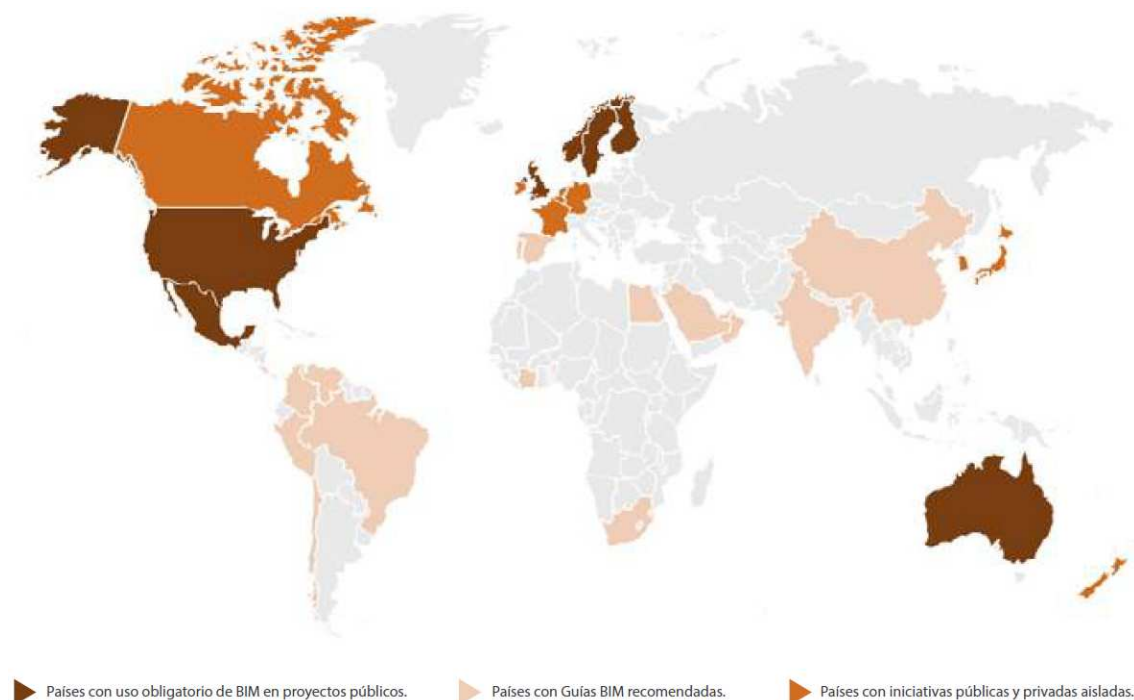 Países con uso obligatorio de BIM en proyectos públicos.
Países con Guías BIM recomendadas.
Países con iniciativas públicas y privadas aisladas.